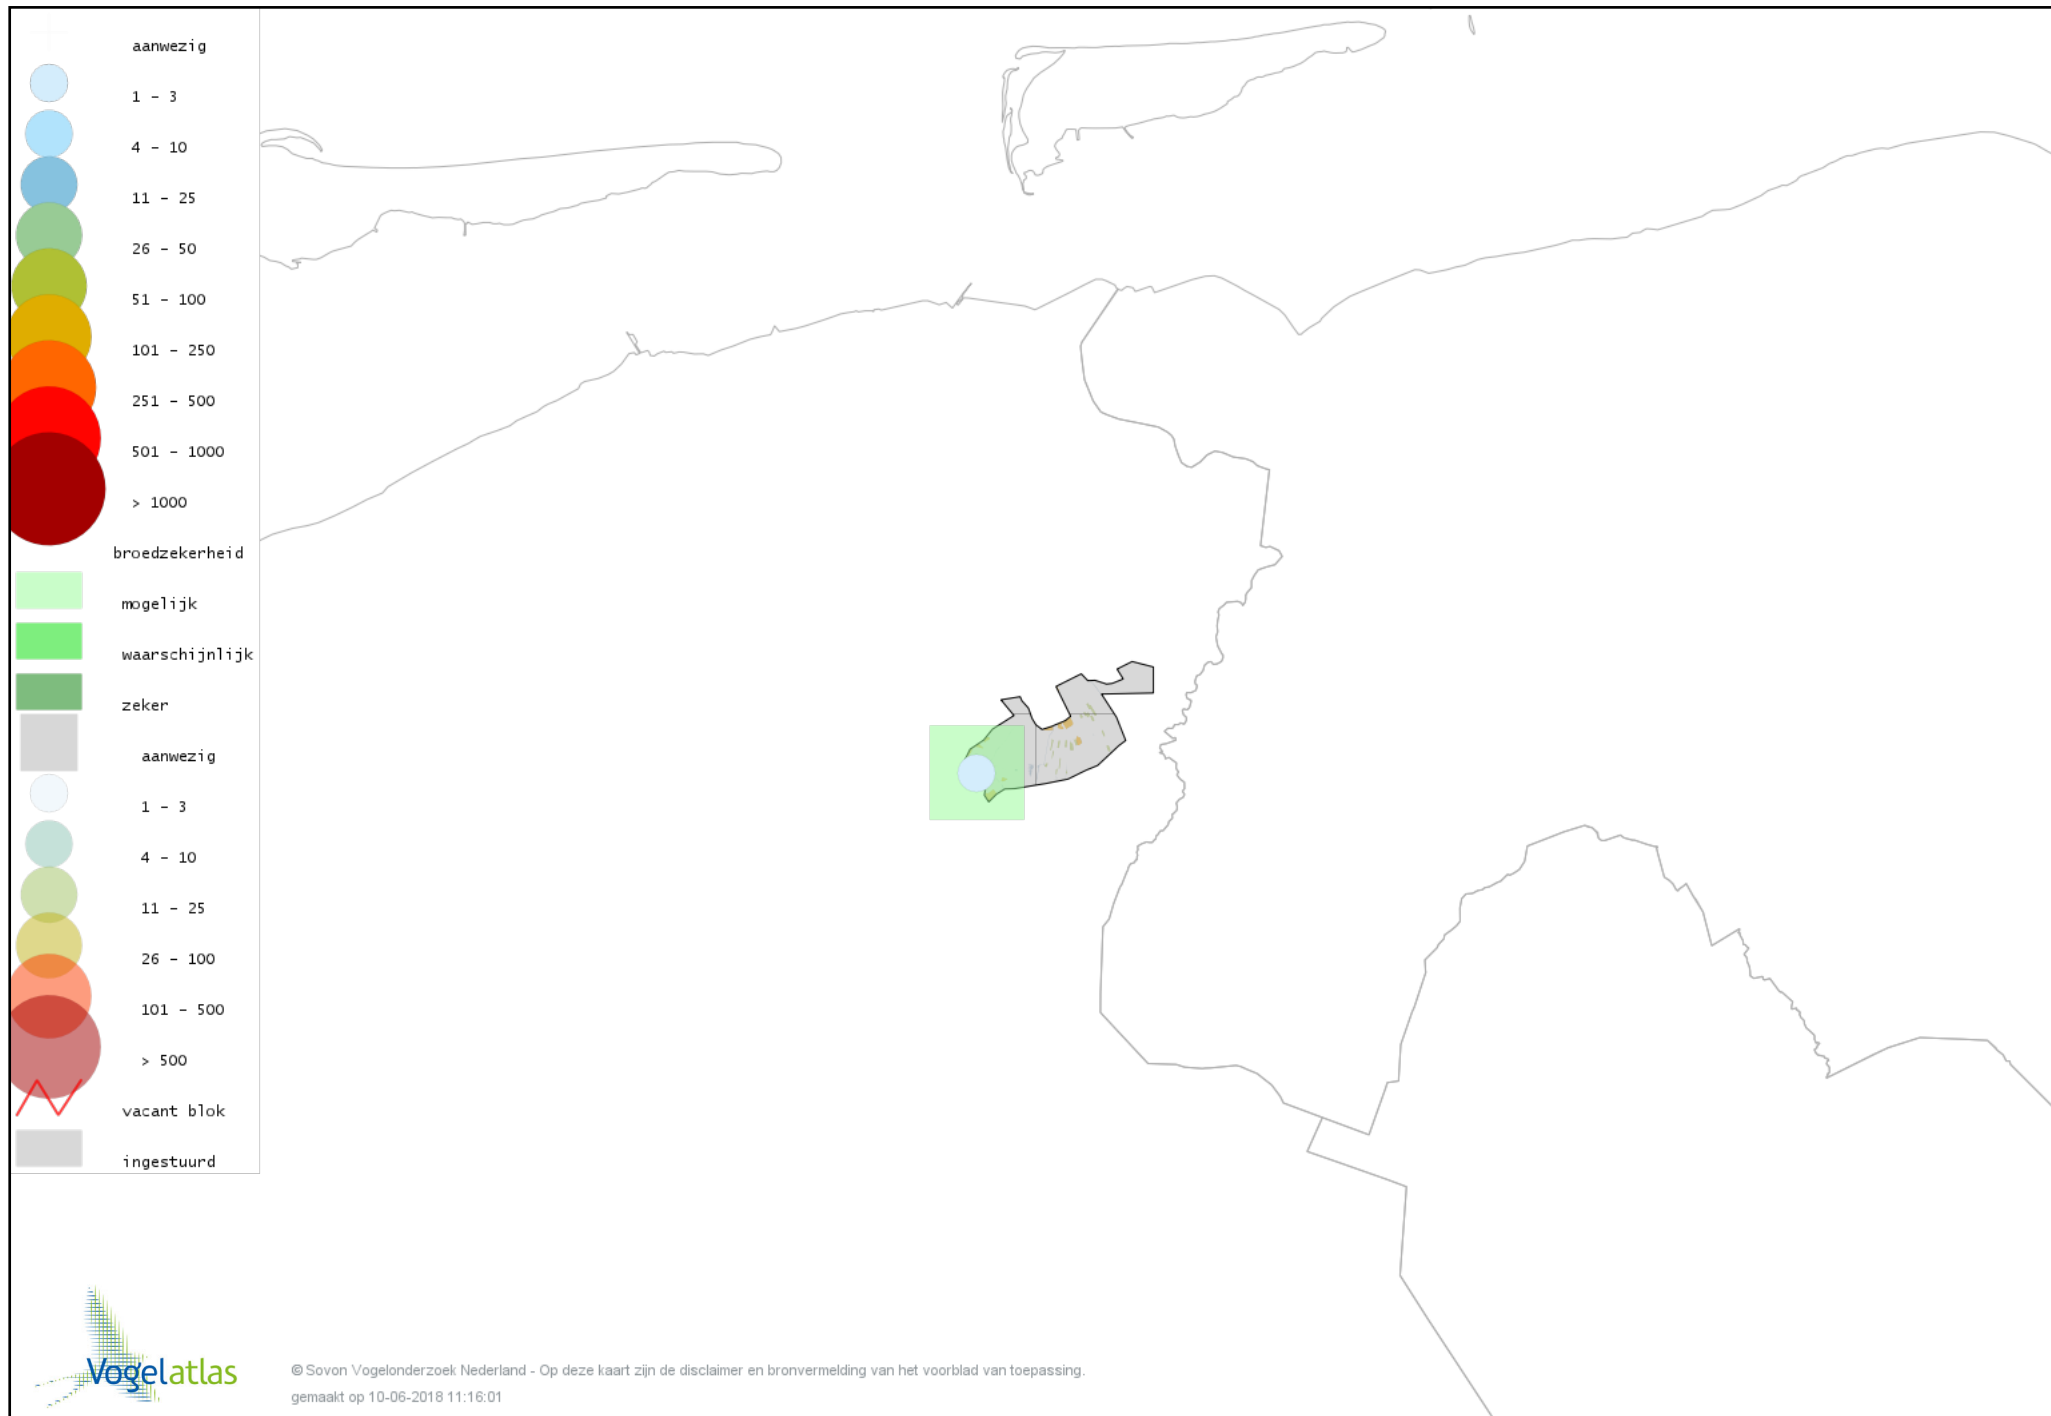 aanwezig
1 - 3
4 - 10
11 - 25
26 - 50
51 - 100
101 - 250
251 - 500
501 - 1000
> 1000
broedzekerheid
mogelijk
waarschijnlijk
zeker
aanwezig
1 - 3
4 - 10
11 - 25
26 - 100
101 - 500
> 500
vacant blok
ingestuurd
Vogelatlas
© Sovon Vogelonderzoek Nederland - Op deze kaart zijn de disclaimer en bronvermelding van het voorblad van toepassing.
gemaakt op 10-06-2018 11:16:01